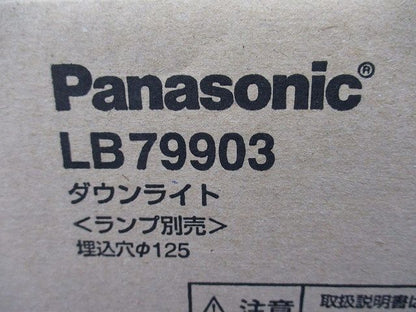 Panasonic®
LB79903
ダウンライト
<ランプ別売>
埋込穴Φ125
⚠ 注意 取扱説明書は